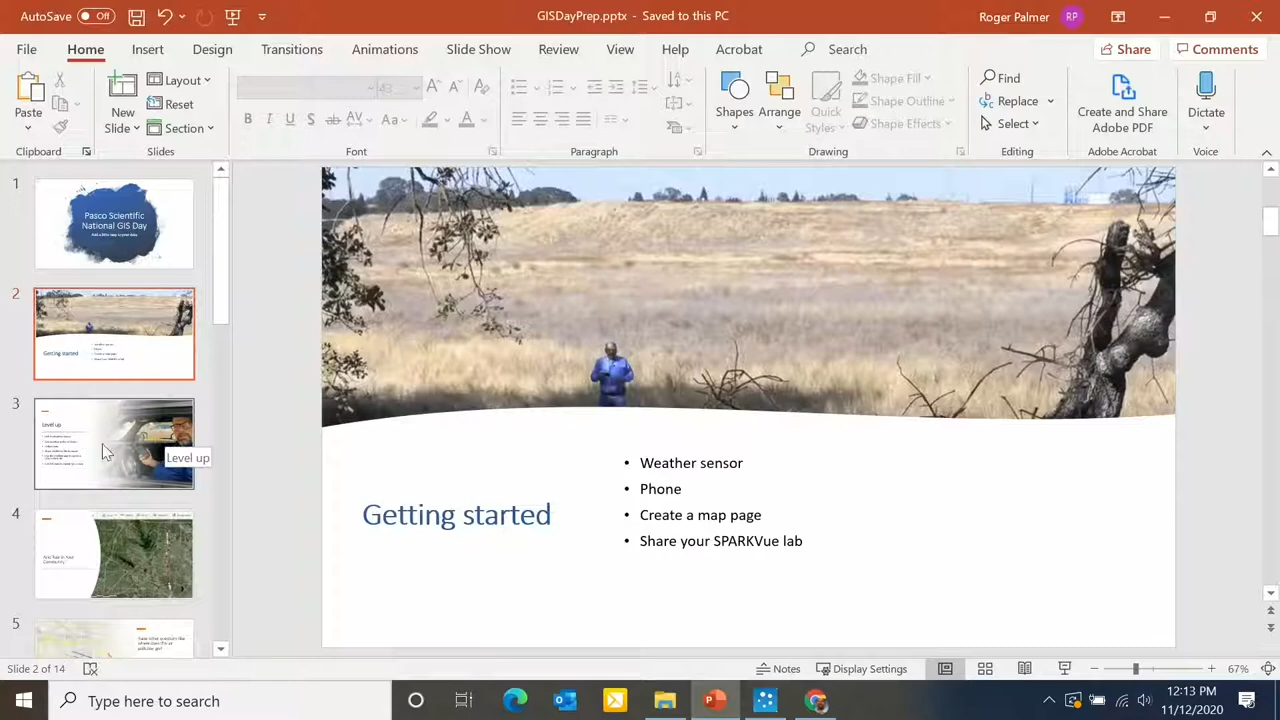 AutoSave Off GISDayPrep.pptx - Saved to this PC Roger Palmer RP
File Home Insert Design Transitions Animations Slide Show Review View Help Acrobat Search Share Comments
Paste
Clipboard
New Slide
Layout
Reset
Section
Slides
Font
Paragraph
Shapes
Arrange
Quick Styles
Shape Fill
Shape Outline
Shape Effects
Drawing
Find
Replace
Select
Editing
Create and Share Adobe PDF
Adobe Acrobat
Dictate
Voice
1
Pasco Scientific
National GIS Day
2
Getting started
3
Level up
Level up
4
5
Getting started
• Weather sensor
• Phone
• Create a map page
• Share your SPARKVue lab
Slide 2 of 14 Notes Display Settings 67%
Type here to search
12:13 PM
11/12/2020